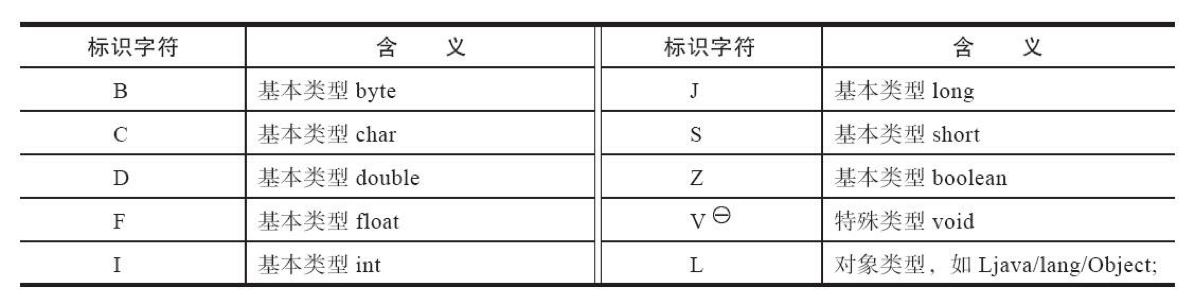 标识字符 含 义 标识字符 含 义
B 基本类型 byte J 基本类型 long
C 基本类型 char S 基本类型 short
D 基本类型 double Z 基本类型 boolean
F 基本类型 float V ㊀ 特殊类型 void
I 基本类型 int L 对象类型，如 Ljava/lang/Object;